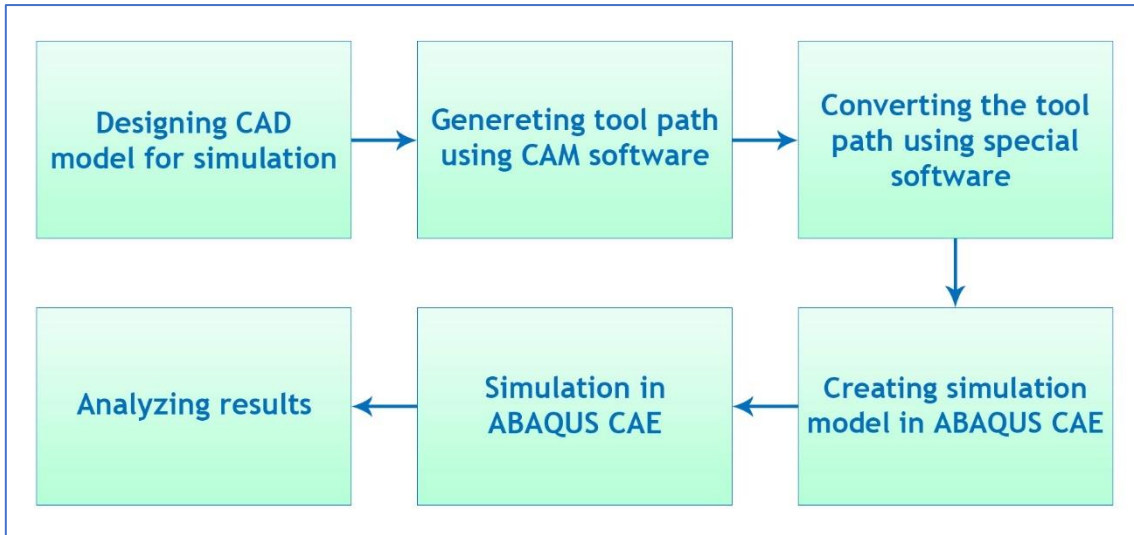 Designing CAD
model for simulation
Genereting tool path
using CAM software
Converting the tool
path using special
software
Creating simulation
model in ABAQUS CAE
Simulation in
ABAQUS CAE
Analyzing results